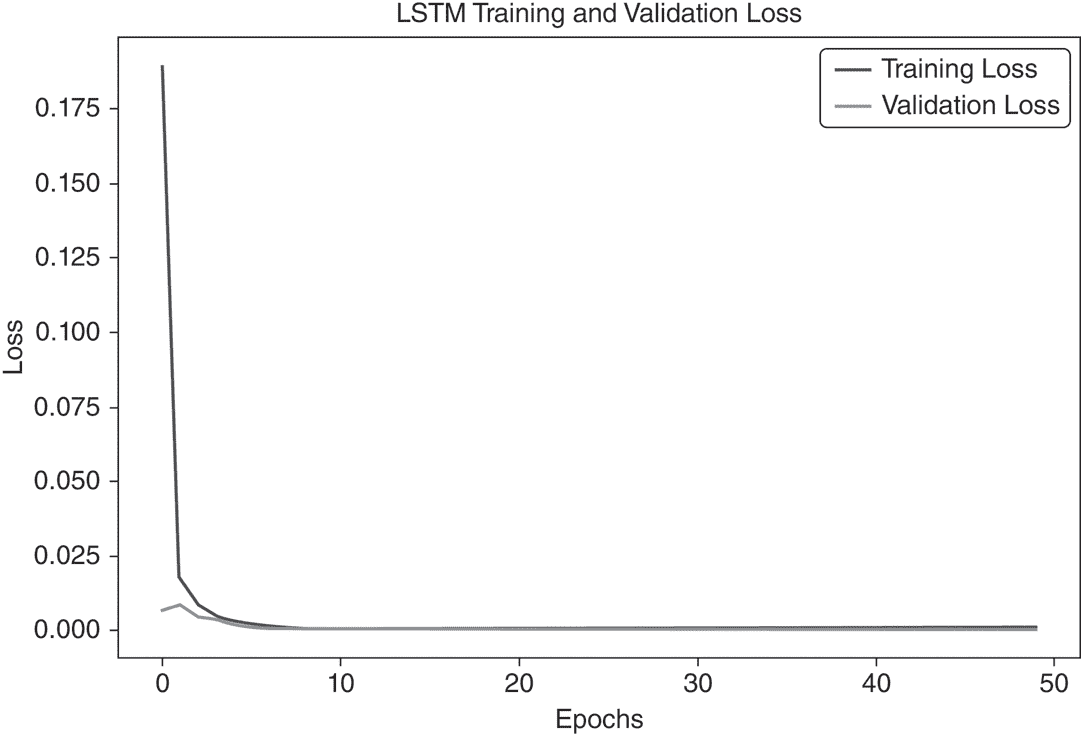 LSTM Training and Validation Loss
Training Loss
Validation Loss
0.175
0.150
0.125
0.100
0.075
0.050
0.025
0.000
Loss
0 10 20 30 40 50
Epochs